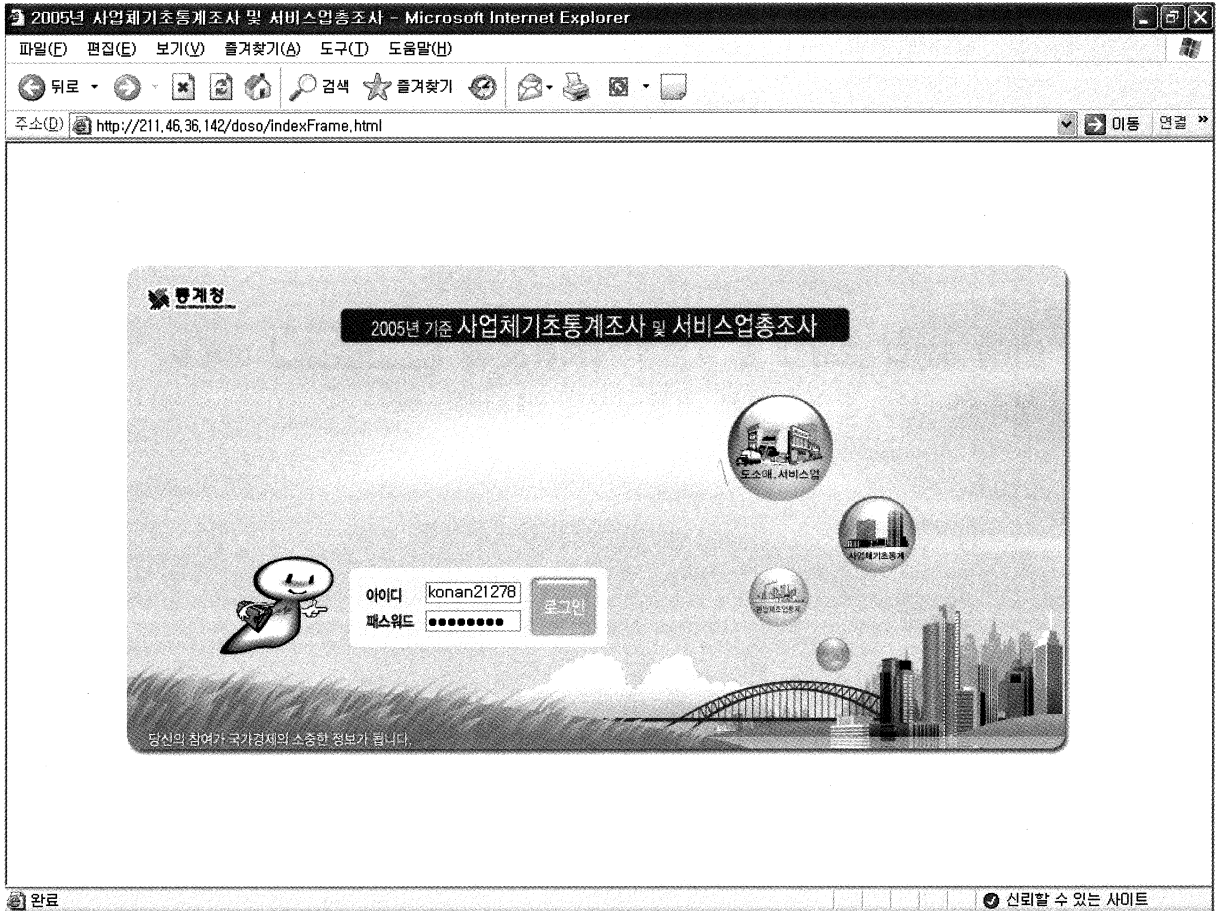 2005년 사업체기초통계조사 및 서비스업총조사 - Microsoft Internet Explorer
파일(F) 편집(E) 보기(V) 즐겨찾기(A) 도구(T) 도움말(H)
뒤로 검색 즐겨찾기
주소(D) http://211.46.36.142/doso/indexFrame.html 이동 연결 »
통계청
2005년 기준 사업체기초통계조사 및 서비스업총조사
도소매.서비스업
사업체기초통계
아이디 konan21278
패스워드 ●●●●●●●●
로그인
당신의 참여가 국가경제의 소중한 정보가 됩니다.
완료 신뢰할 수 있는 사이트